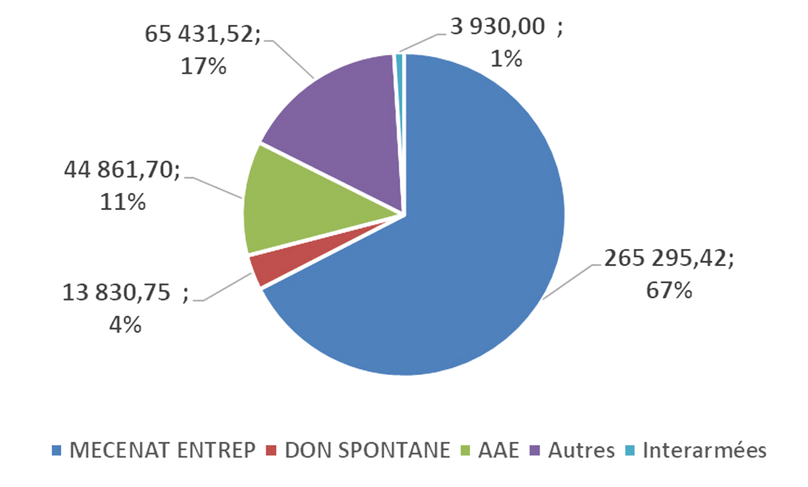 3 930,00 ;
1%
65 431,52;
17%
44 861,70;
11%
265 295,42;
67%
13 830,75 ;
4%
MECENAT ENTREP DON SPONTANE AAE Autres Interarmées